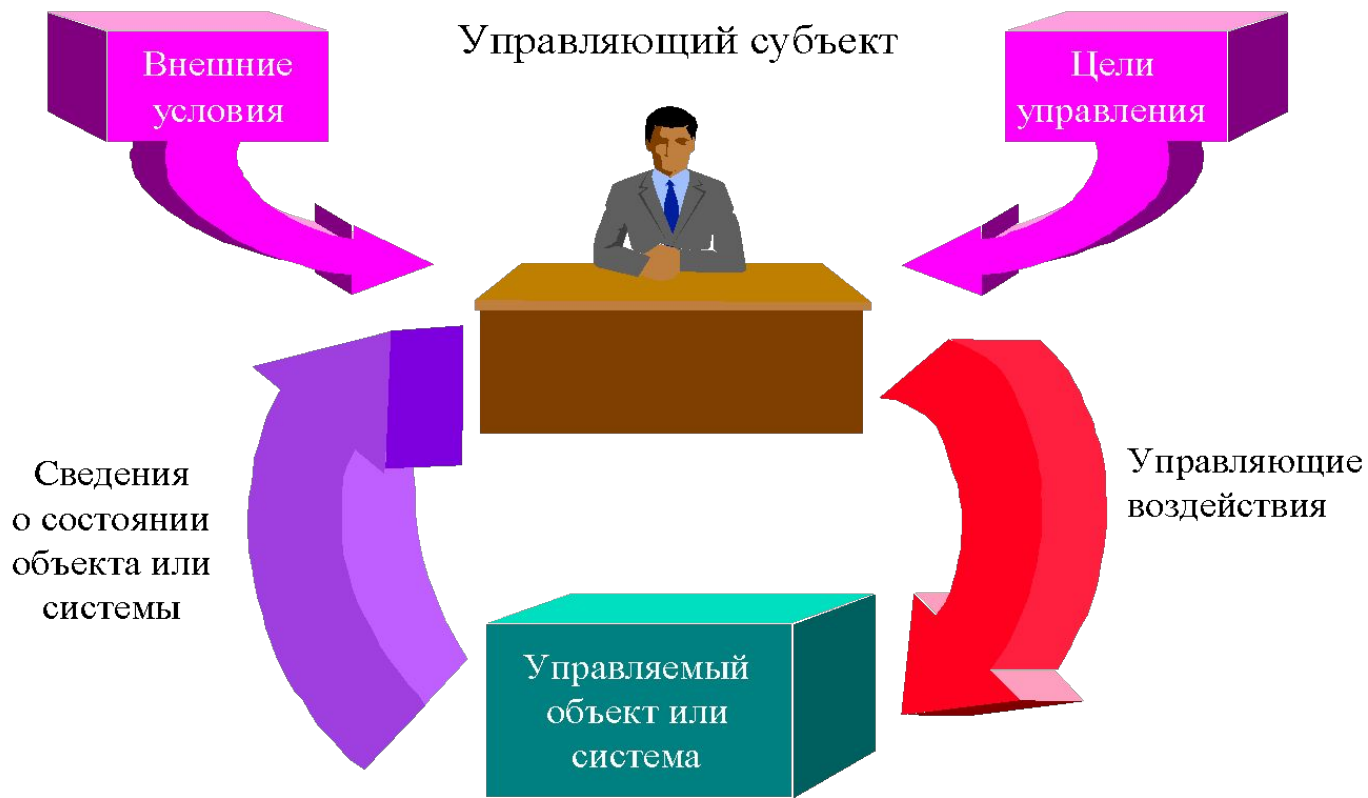 Управляющий субъект
Внешние
условия
Цели
управления
Сведения
о состоянии
объекта или
системы
Управляющие
воздействия
Управляемый
объект или
система